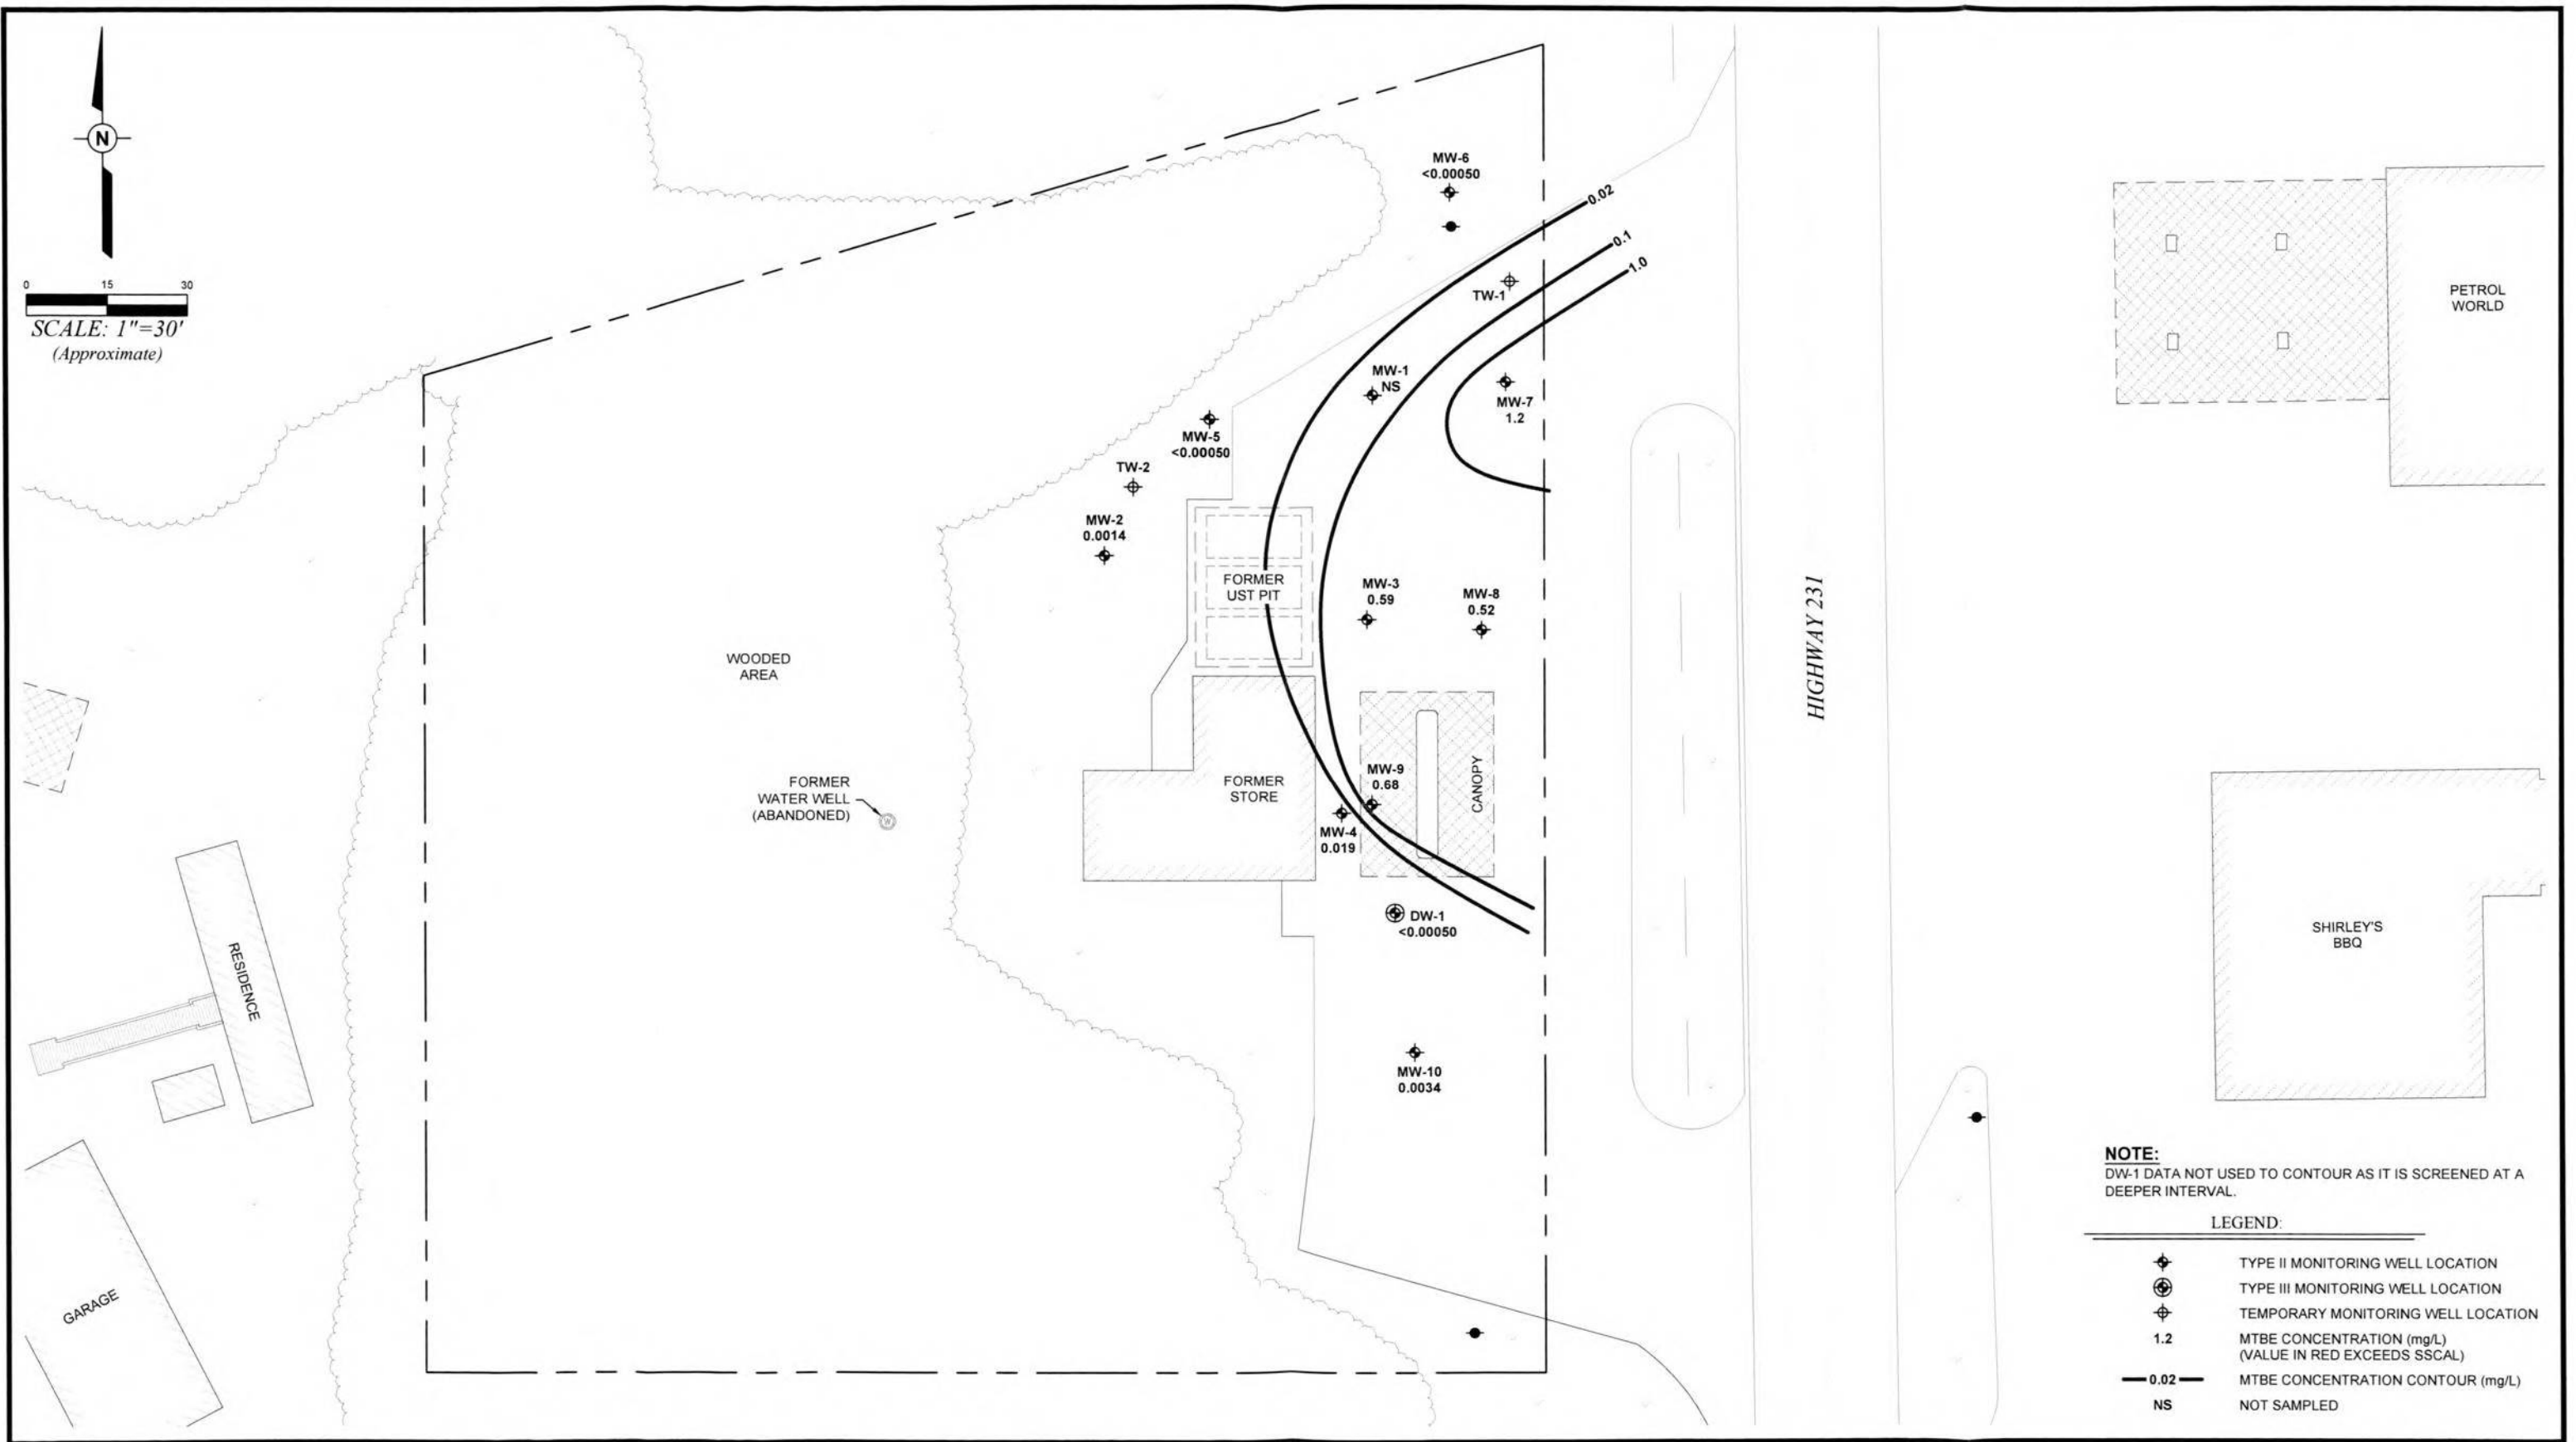 N
0 15 30
SCALE: 1"=30'
(Approximate)
MW-6
<0.00050
0.02
0.1
1.0
TW-1
MW-1
NS
MW-7
1.2
MW-5
<0.00050
TW-2
MW-2
0.0014
FORMER
UST PIT
MW-3
0.59
MW-8
0.52
WOODED
AREA
FORMER
WATER WELL
(ABANDONED)
W
FORMER
STORE
MW-9
0.68
CANOPY
MW-4
0.019
DW-1
<0.00050
MW-10
0.0034
HIGHWAY 231
PETROL
WORLD
SHIRLEY'S
BBQ
RESIDENCE
GARAGE
NOTE:
DW-1 DATA NOT USED TO CONTOUR AS IT IS SCREENED AT A
DEEPER INTERVAL.
LEGEND:
TYPE II MONITORING WELL LOCATION
TYPE III MONITORING WELL LOCATION
TEMPORARY MONITORING WELL LOCATION
1.2 MTBE CONCENTRATION (mg/L)
(VALUE IN RED EXCEEDS SSCAL)
0.02 MTBE CONCENTRATION CONTOUR (mg/L)
NS NOT SAMPLED